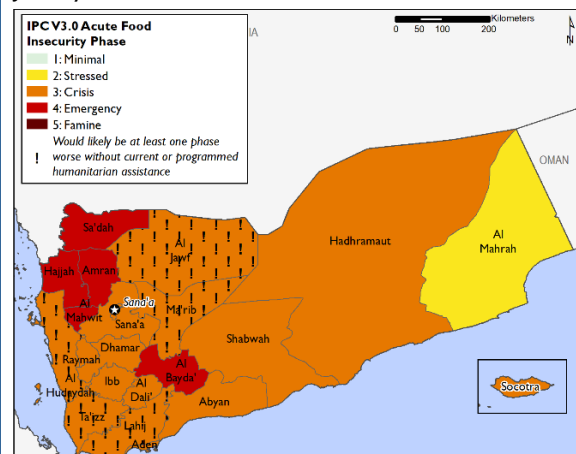 IPC V3.0 Acute Food
Insecurity Phase
1: Minimal
2: Stressed
3: Crisis
4: Emergency
5: Famine
! Would likely be at least one phase
worse without current or programmed
humanitarian assistance
IA
Kilometers
0 50 100 200
N
OMAN
Sa'dah
Al
Jawf
Hadhramaut
Al
Mahrah
Hajjah
Amran
Al
Mahwit
Sana'a
Sana'a
Ma'rib
Shabwah
Dhamar
Raymah
Al
Hudaydah
Ibb
Al
Dali'
Al
Bayda'
Abyan
Socotra
Ta'izz
Lahij
Aden